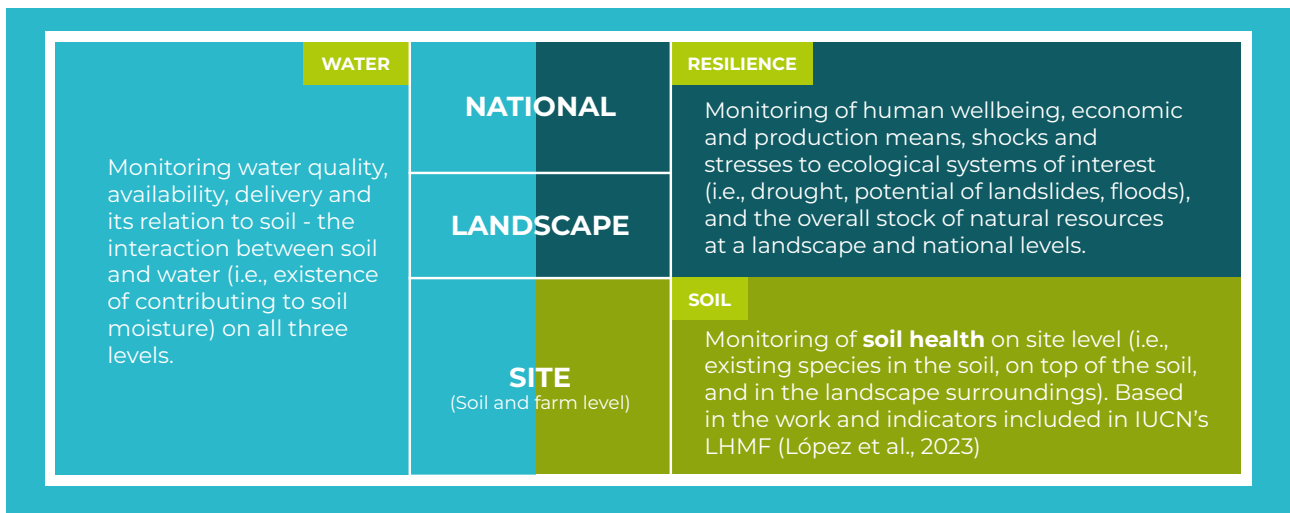 WATER
Monitoring water quality,
availability, delivery and
its relation to soil - the
interaction between soil
and water (i.e., existence
of contributing to soil
moisture) on all three
levels.
NATIONAL
LANDSCAPE
SITE
(Soil and farm level)
RESILIENCE
Monitoring of human wellbeing, economic
and production means, shocks and
stresses to ecological systems of interest
(i.e., drought, potential of landslides, floods),
and the overall stock of natural resources
at a landscape and national levels.
SOIL
Monitoring of soil health on site level (i.e.,
existing species in the soil, on top of the soil,
and in the landscape surroundings). Based
in the work and indicators included in IUCN's
LHMF (López et al., 2023)